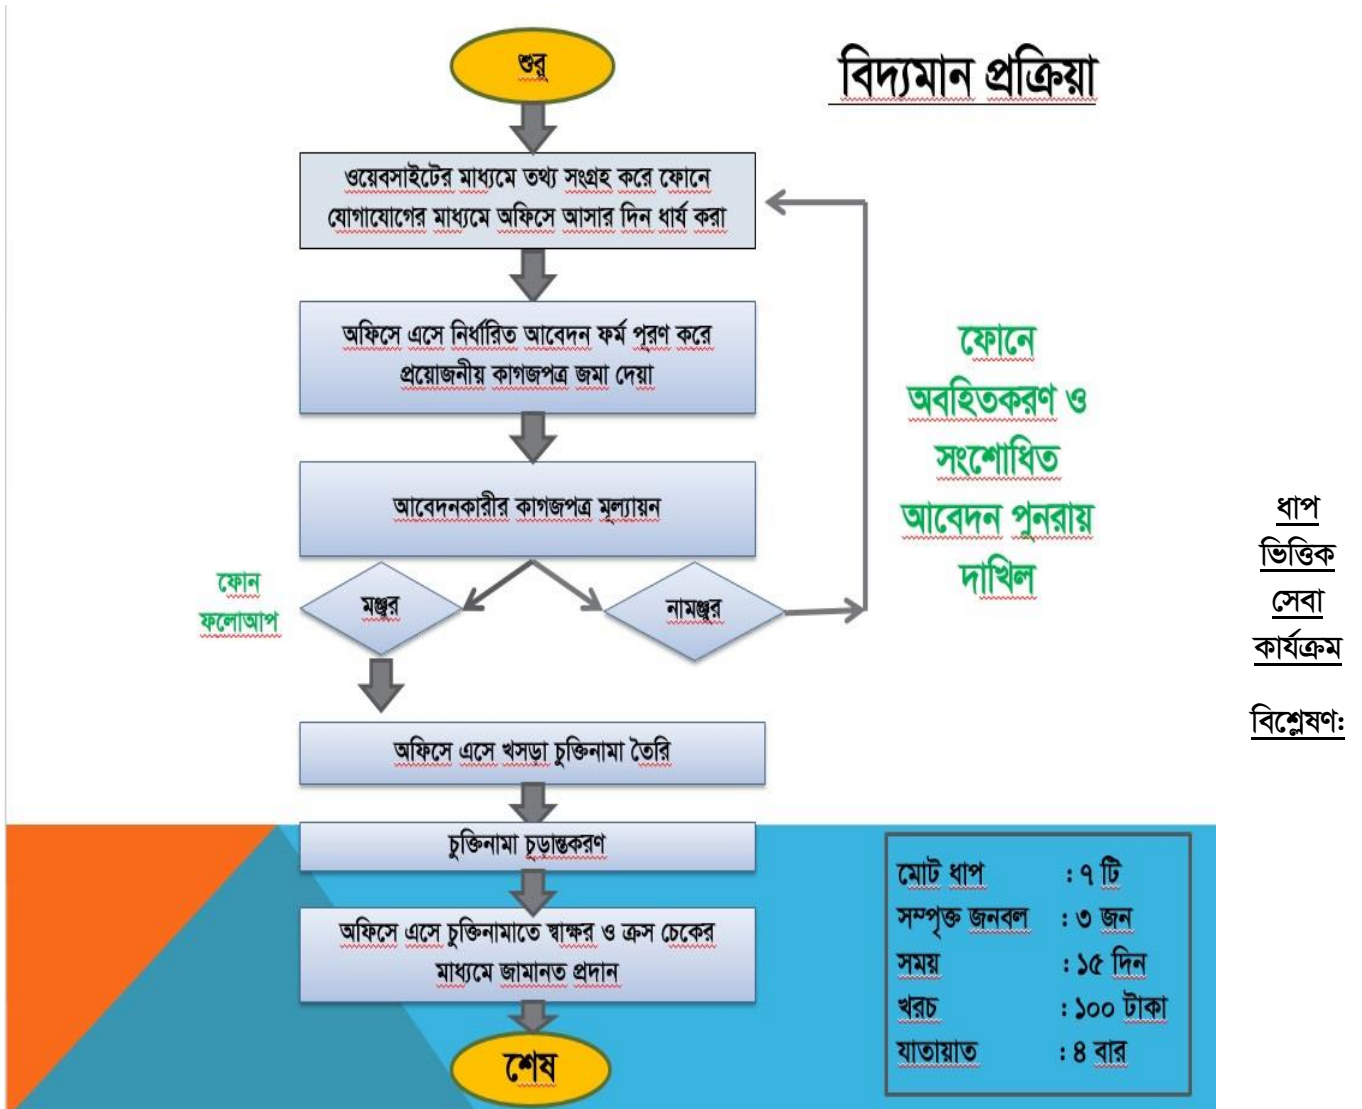 শুরু
বিদ্যমান প্রক্রিয়া
ওয়েবসাইটের মাধ্যমে তথ্য সংগ্রহ করে ফোনে
যোগাযোগের মাধ্যমে অফিসে আসার দিন ধার্য করা
অফিসে এসে নির্ধারিত আবেদন ফর্ম পূরণ করে
প্রয়োজনীয় কাগজপত্র জমা দেয়া
আবেদনকারীর কাগজপত্র মূল্যায়ন
ফোন
ফলোআপ
মঞ্জুর
নামঞ্জুর
ফোনে
অবহিতকরণ ও
সংশোধিত
আবেদন পুনরায়
দাখিল
অফিসে এসে খসড়া চুক্তিনামা তৈরি
চুক্তিনামা চূড়ান্তকরণ
অফিসে এসে চুক্তিনামাতে স্বাক্ষর ও ক্রস চেকের
মাধ্যমে জামানত প্রদান
শেষ
মোট ধাপ : ৭ টি
সম্পৃক্ত জনবল : ৩ জন
সময় : ১৫ দিন
খরচ : ১০০ টাকা
যাতায়াত : ৪ বার
ধাপ
ভিত্তিক
সেবা
কার্যক্রম
বিশ্লেষণ: